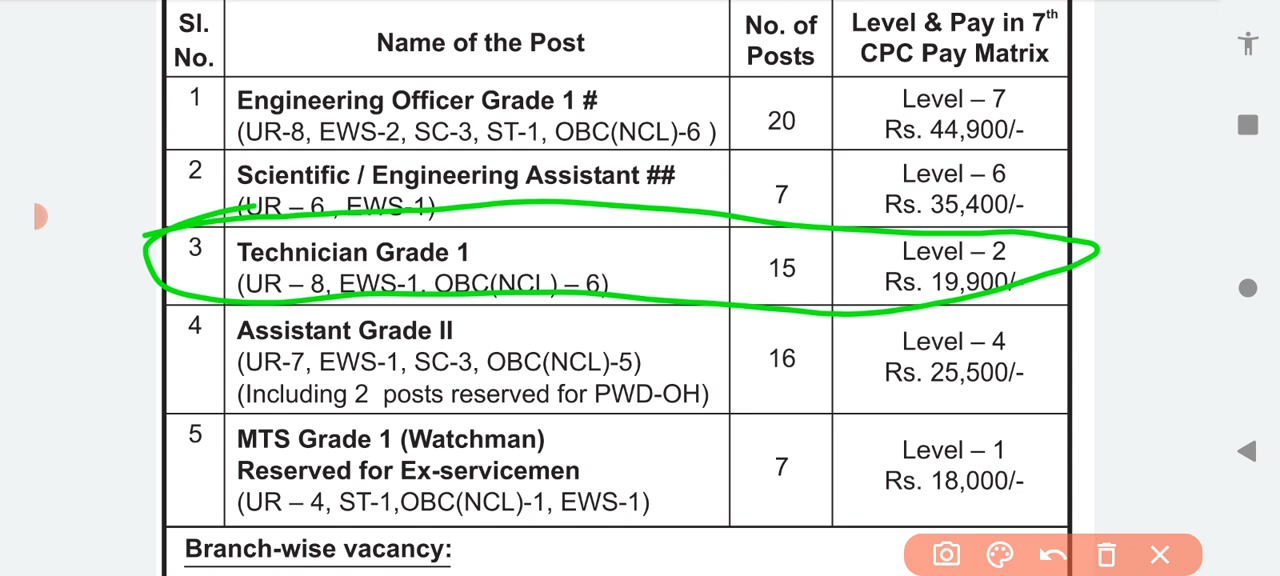 Sl. No.
Name of the Post
No. of Posts
Level & Pay in 7th CPC Pay Matrix
1
Engineering Officer Grade 1 #
(UR-8, EWS-2, SC-3, ST-1, OBC(NCL)-6 )
20
Level – 7
Rs. 44,900/-
2
Scientific / Engineering Assistant ##
(UR – 6 , EWS-1)
7
Level – 6
Rs. 35,400/-
3
Technician Grade 1
(UR – 8, EWS-1, OBC(NCL) – 6)
15
Level – 2
Rs. 19,900/-
4
Assistant Grade II
(UR-7, EWS-1, SC-3, OBC(NCL)-5)
(Including 2 posts reserved for PWD-OH)
16
Level – 4
Rs. 25,500/-
5
MTS Grade 1 (Watchman)
Reserved for Ex-servicemen
(UR – 4, ST-1,OBC(NCL)-1, EWS-1)
7
Level – 1
Rs. 18,000/-
Branch-wise vacancy: